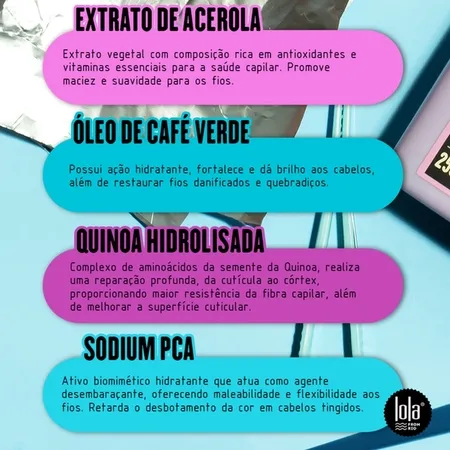 EXTRATO DE ACEROLA
Extrato vegetal com composição rica em antioxidantes e
vitaminas essenciais para a saúde capilar. Promove
maciez e suavidade para os fios.
ÓLEO DE CAFÉ VERDE
Possui ação hidratante, fortalece e dá brilho aos cabelos,
além de restaurar fios danificados e quebradiços.
QUINOA HIDROLISADA
Complexo de aminoácidos da semente da Quinoa, realiza
uma reparação profunda, da cutícula ao córtex,
proporcionando maior resistência da fibra capilar, além
de melhorar a superfície cuticular.
SODIUM PCA
Ativo biomimético hidratante que atua como agente
desembaraçante, oferecendo maleabilidade e flexibilidade aos
fios. Retarda o desbotamento da cor em cabelos tingidos.
lola
FROM
RIO